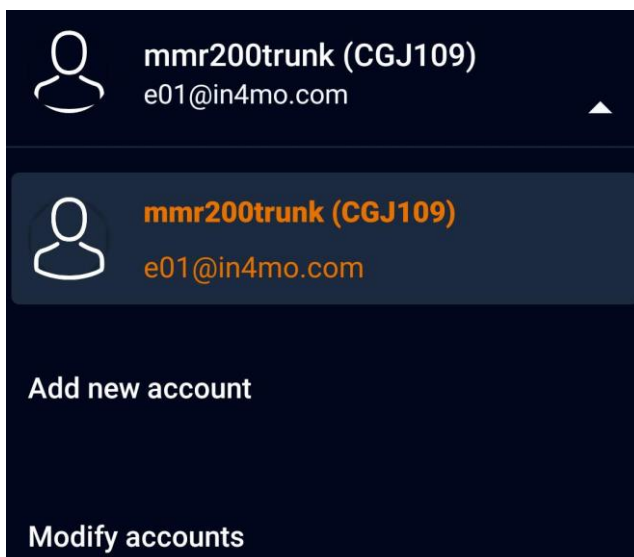 mmr200trunk (CGJ109)
e01@in4mo.com
mmr200trunk (CGJ109)
e01@in4mo.com
Add new account
Modify accounts